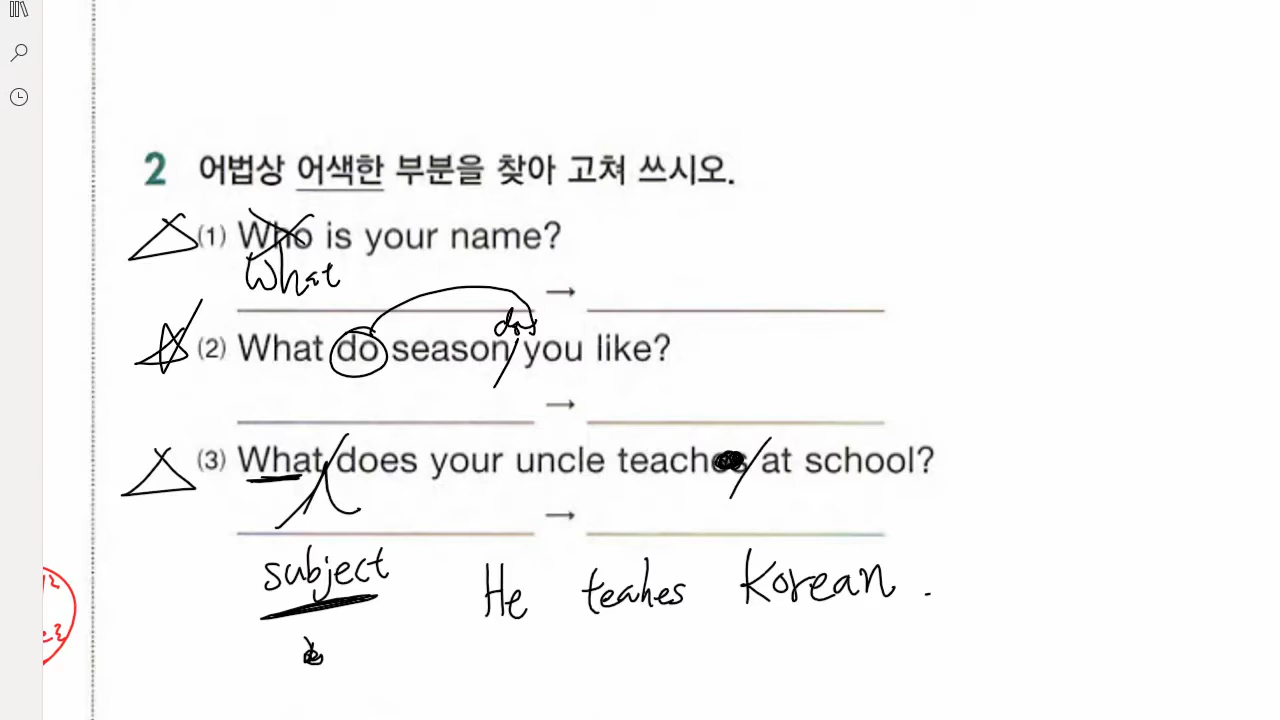 2 어법상 어색한 부분을 찾아 고쳐 쓰시오.
(1) Who is your name?
What
→
dos
(2) What do season you like?
→
(3) What does your uncle teaches at school?
→
subject He teahes Korean.